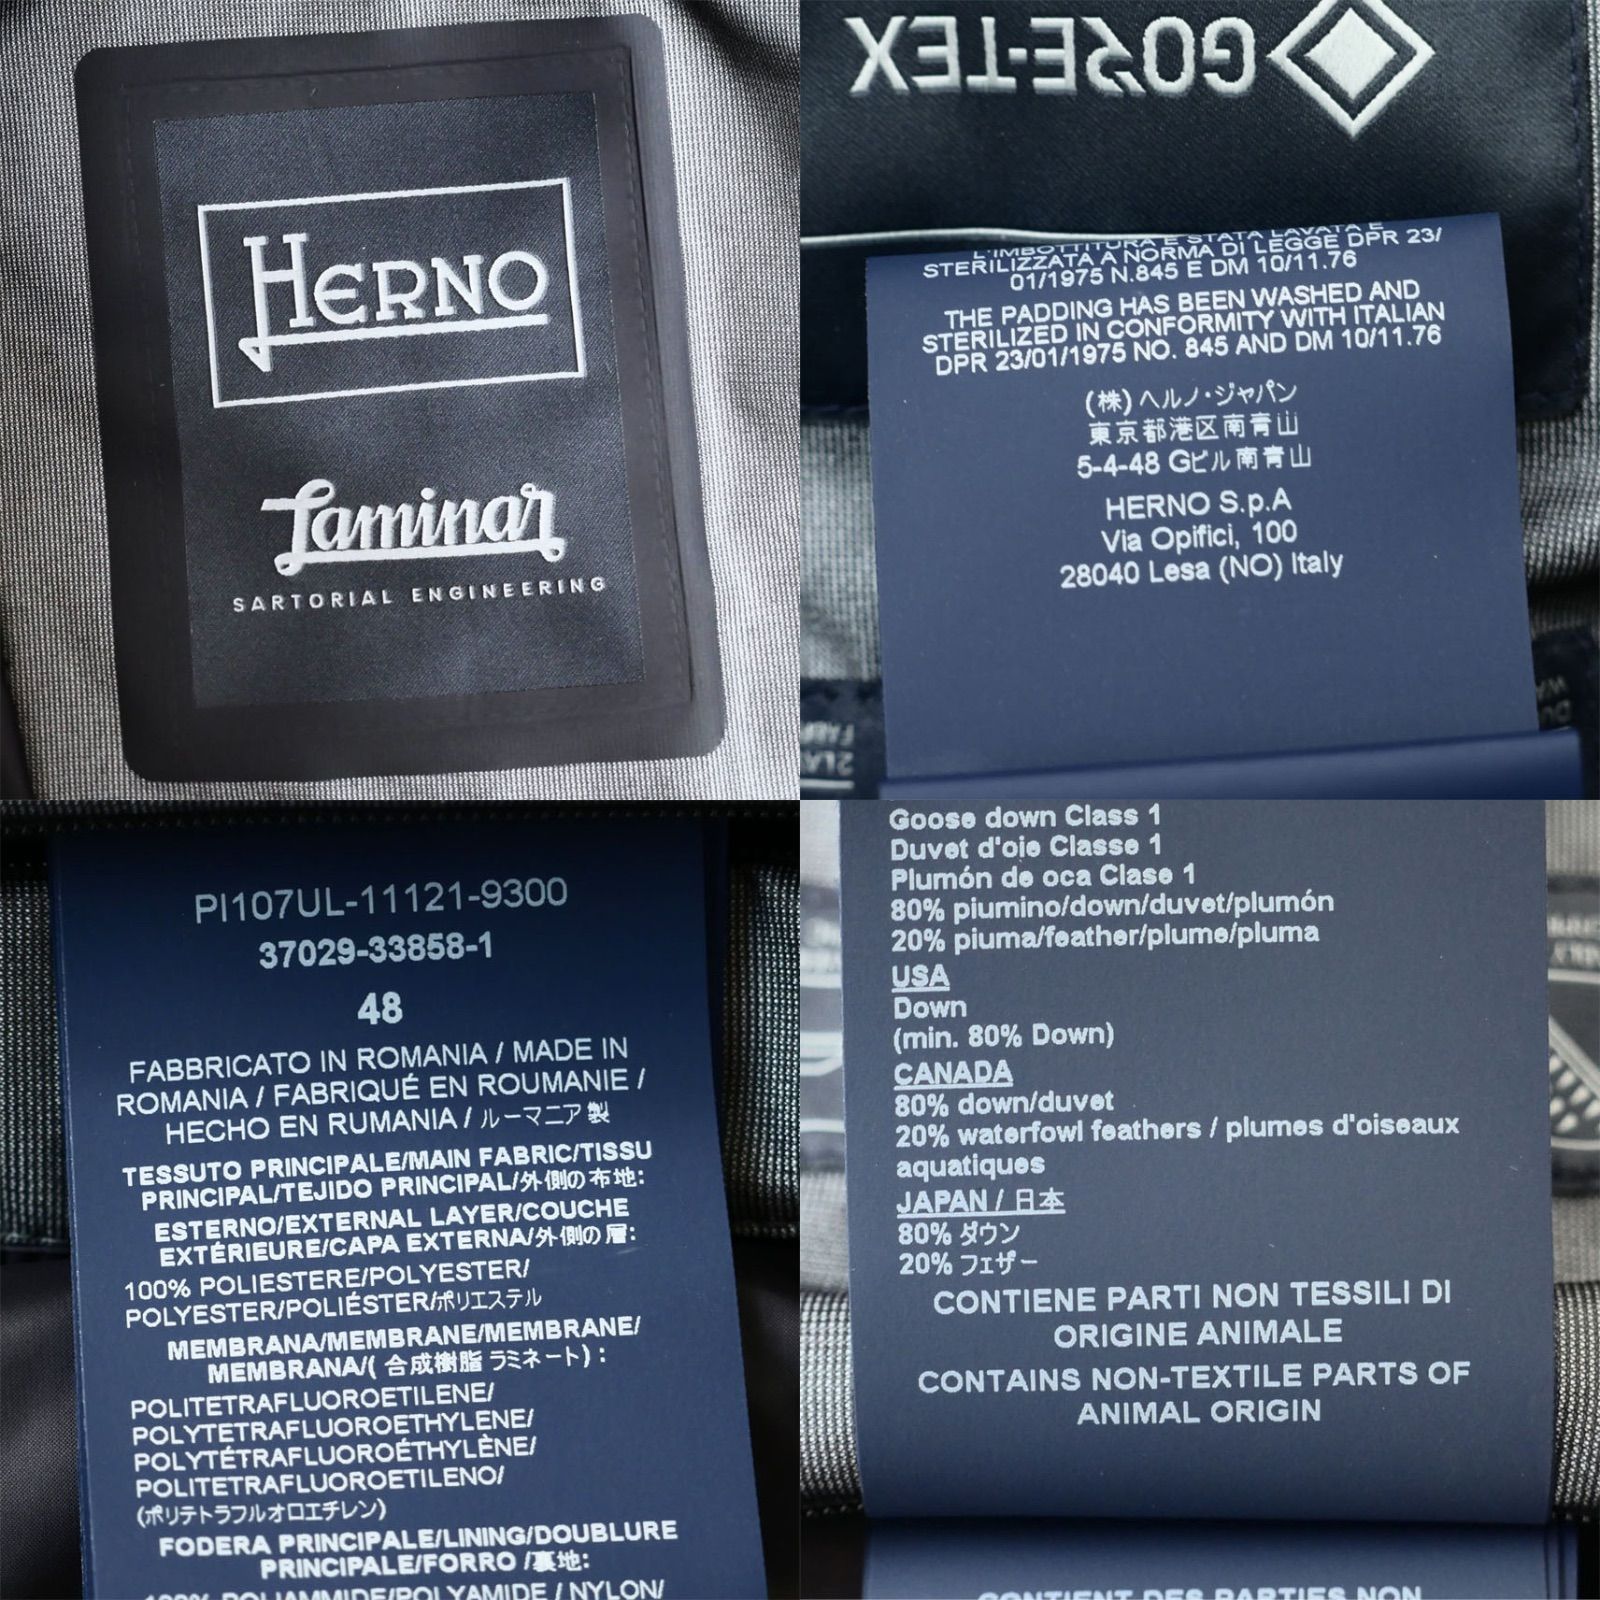 HERNO
Laminar
SARTORIAL ENGINEERING
GORE-TEX
L'IMBOTTITURA E STATA LAVATA E
STERILIZZATA A NORMA DI LEGGE DPR 23/
01/1975 N.845 E DM 10/11.76
THE PADDING HAS BEEN WASHED AND
STERILIZED IN CONFORMITY WITH ITALIAN
DPR 23/01/1975 NO. 845 AND DM 10/11.76
(株)ヘルノ・ジャパン
東京都港区南青山
5-4-48 Gビル南青山
HERNO S.p.A
Via Opifici, 100
28040 Lesa (NO) Italy
PI107UL-11121-9300
37029-33858-1
48
FABBRICATO IN ROMANIA / MADE IN
ROMANIA / FABRIQUÉ EN ROUMANIE /
HECHO EN RUMANIA / ルーマニア製
TESSUTO PRINCIPALE/MAIN FABRIC/TISSU
PRINCIPAL/TEJIDO PRINCIPAL/外側の布地:
ESTERNO/EXTERNAL LAYER/COUCHE
EXTÉRIEURE/CAPA EXTERNA/外側の層:
100% POLIESTERE/POLYESTER/
POLYESTER/POLIÉSTER/ポリエステル
MEMBRANA/MEMBRANE/MEMBRANE/
MEMBRANA/(合成樹脂ラミネート):
POLITETRAFLUOROETILENE/
POLYTETRAFLUOROETHYLENE/
POLYTÉTRAFLUOROÉTHYLÈNE/
POLITETRAFLUOROETILENO/
(ポリテトラフルオロエチレン)
FODERA PRINCIPALE/LINING/DOUBLURE
PRINCIPALE/FORRO /裏地:
100% POLIAMMIDE/POLYAMIDE / NYLON/
Goose down Class 1
Duvet d'oie Classe 1
Plumón de oca Clase 1
80% piumino/down/duvet/plumón
20% piuma/feather/plume/pluma
USA
Down
(min. 80% Down)
CANADA
80% down/duvet
20% waterfowl feathers / plumes d'oiseaux
aquatiques
JAPAN / 日本
80% ダウン
20% フェザー
CONTIENE PARTI NON TESSILI DI
ORIGINE ANIMALE
CONTAINS NON-TEXTILE PARTS OF
ANIMAL ORIGIN
CONTIENT DES PARTIES NON